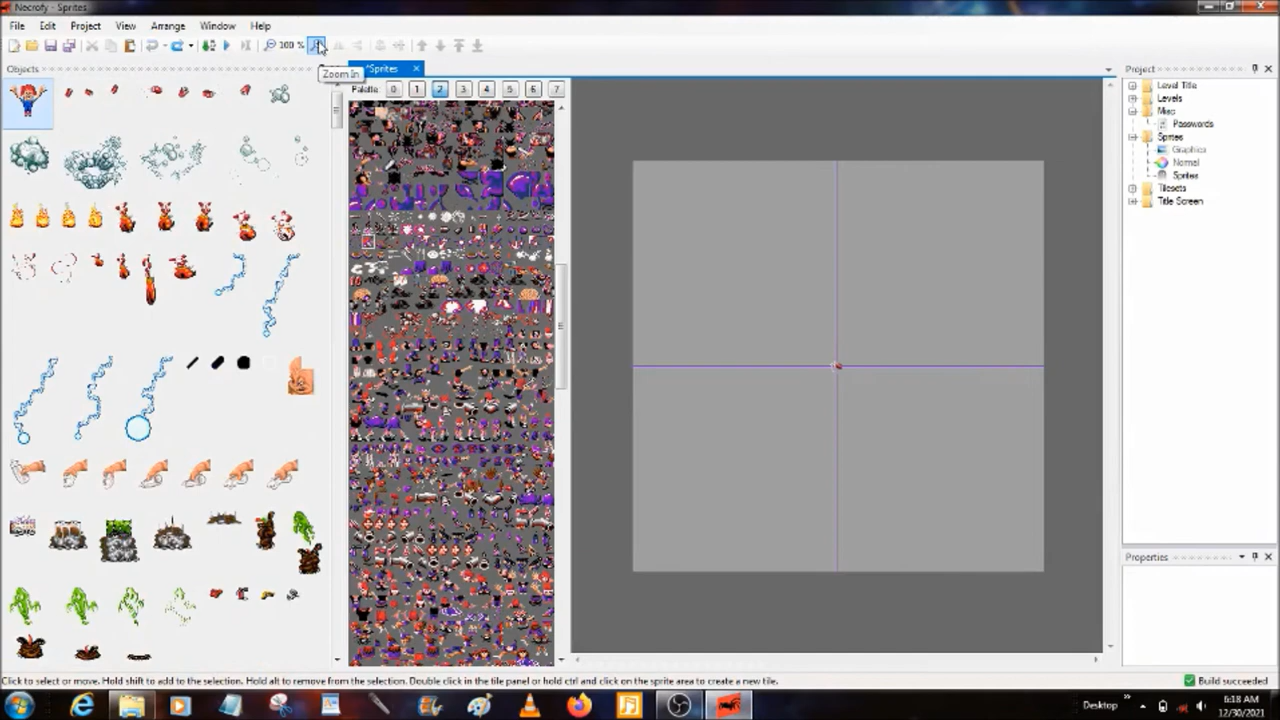 Necrofy - Sprites
File Edit Project View Arrange Window Help
100 %
Zoom In
Objects
*Sprites
Palette: 0 1 2 3 4 5 6 7
Project
Level Title
Levels
Misc
Passwords
Sprites
Graphics
Normal
Sprites
Tilesets
Title Screen
Properties
Click to select or move. Hold shift to add to the selection. Hold alt to remove from the selection. Double click in the tile panel or hold ctrl and click on the sprite area to create a new tile.
Build succeeded
Desktop
6:18 AM
12/30/2021